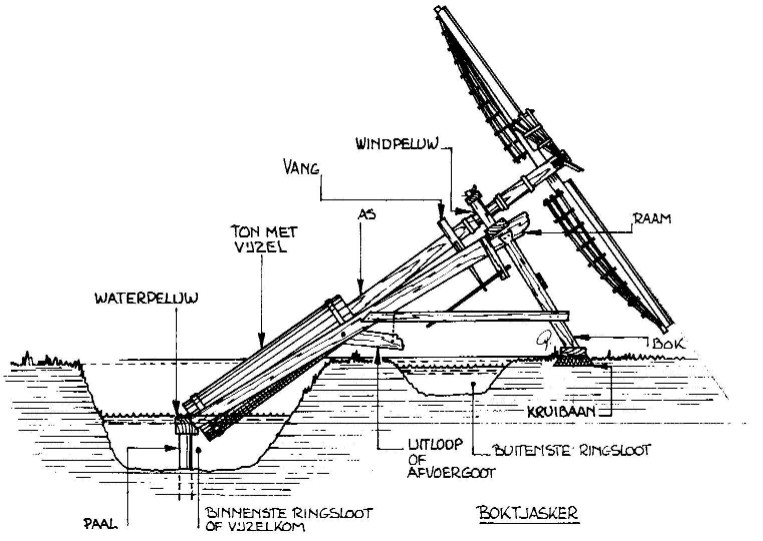 WINDPELUW
VANG
AS
RAAM
TON MET
VIJZEL
WATERPELUW
BOK
KRUIBAAN
UITLOOP
OF
AFVOERGOOT
BUITENSTE RINGSLOOT
PAAL
BINNENSTE RINGSLOOT
OF VIJZELKOM
BOKTJASKER